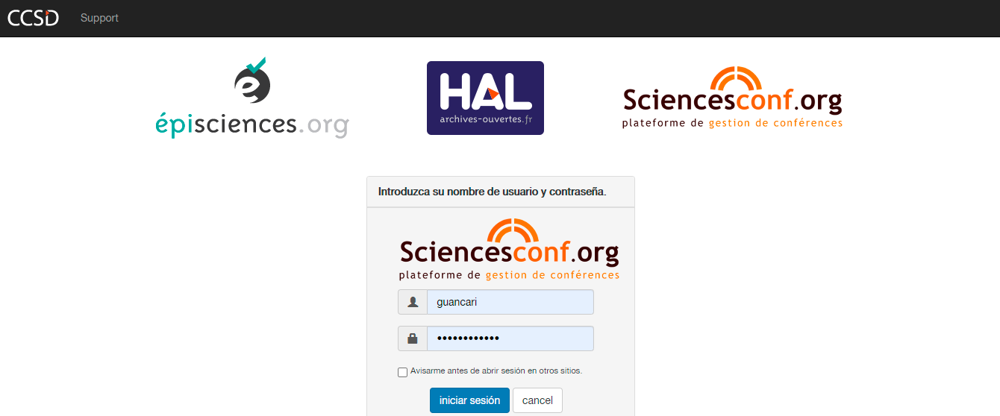 CCSD Support
épisciences.org
HAL
archives-ouvertes.fr
Sciencesconf.org
plateforme de gestion de conférences
Introduzca su nombre de usuario y contraseña.
Sciencesconf.org
plateforme de gestion de conférences
guancari
••••••••••••
Avisarme antes de abrir sesión en otros sitios.
iniciar sesión cancel